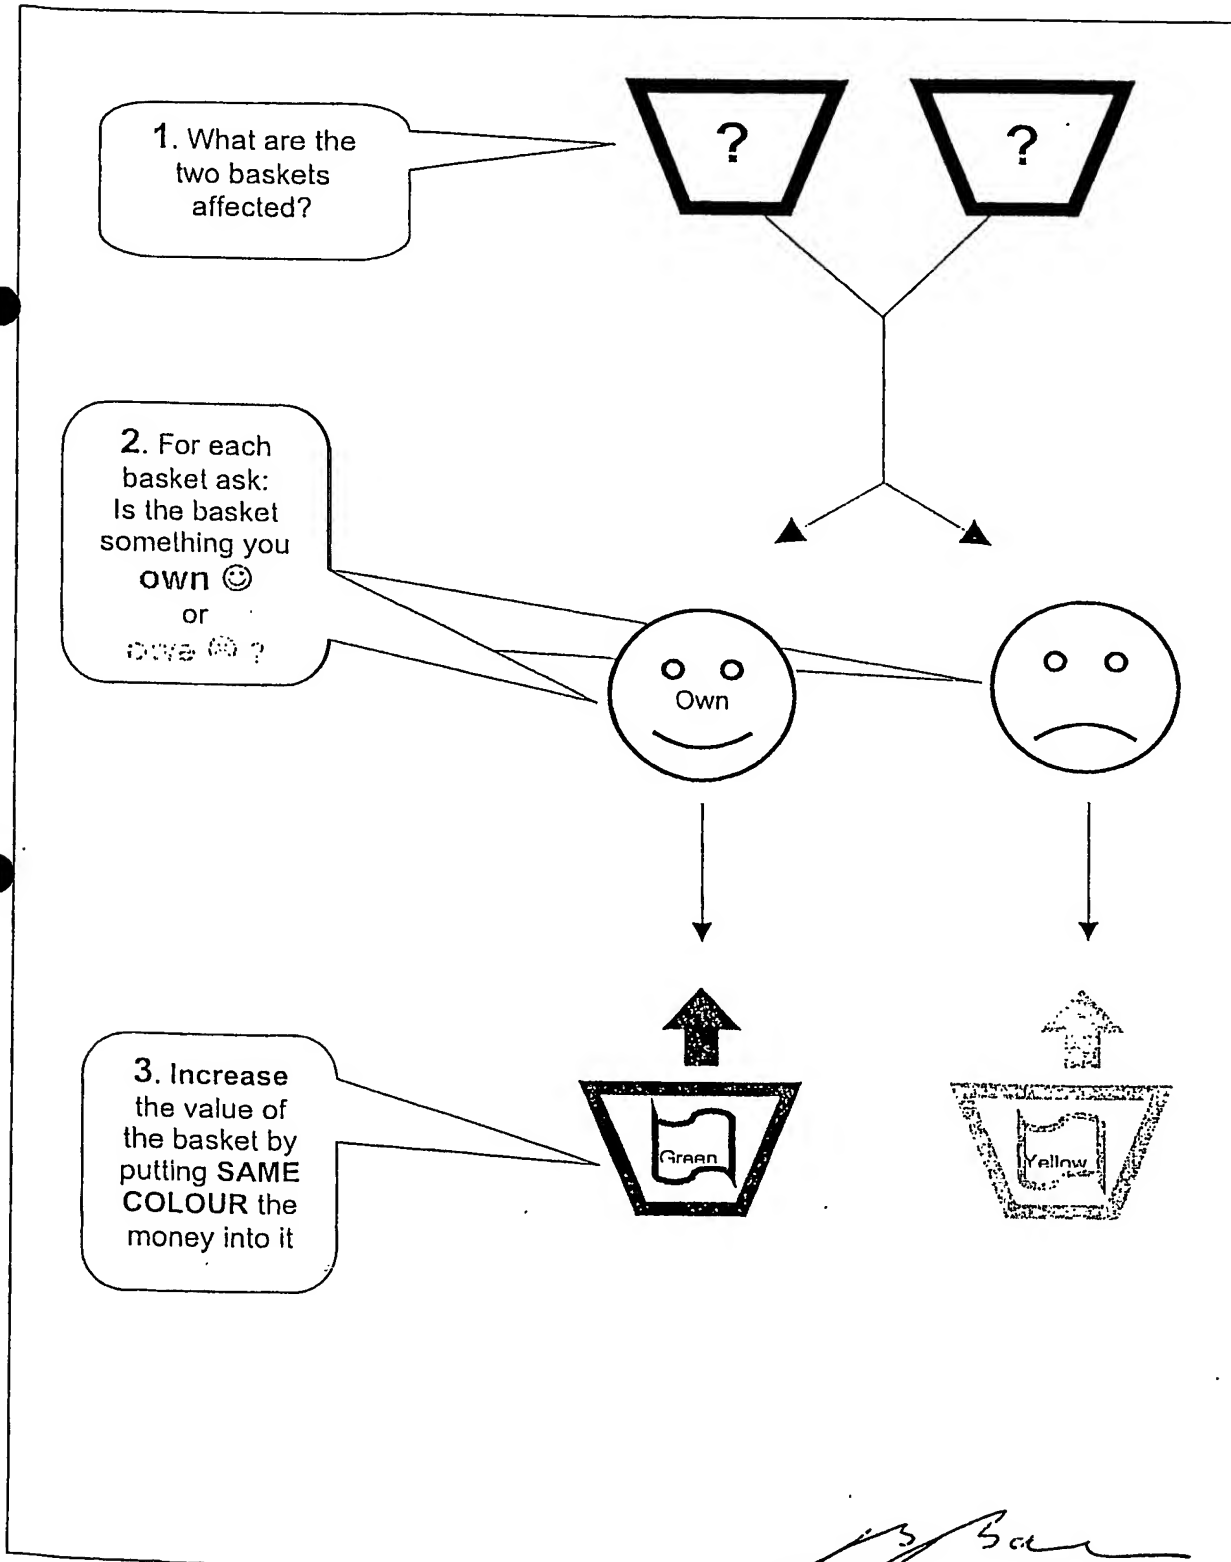 ?
?
1. What are the
two baskets
affected?
2. For each
basket ask:
Is the basket
something you
own ☺
or
owe ☹ ?
Own
3. Increase
the value of
the basket by
putting SAME
COLOUR the
money into it
Green
Yellow